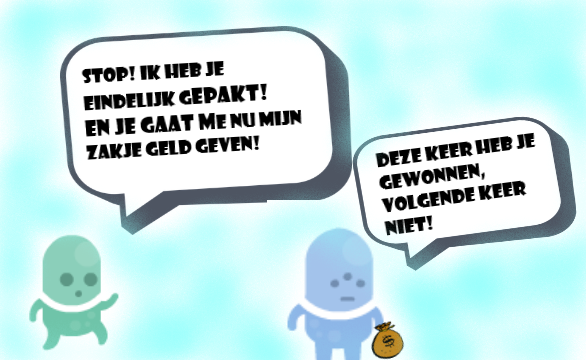 STOP! IK HEB JE
EINDELIJK GEPAKT!
EN JE GAAT ME NU MIJN
ZAKJE GELD GEVEN!
DEZE KEER HEB JE
GEWONNEN,
VOLGENDE KEER
NIET!
$